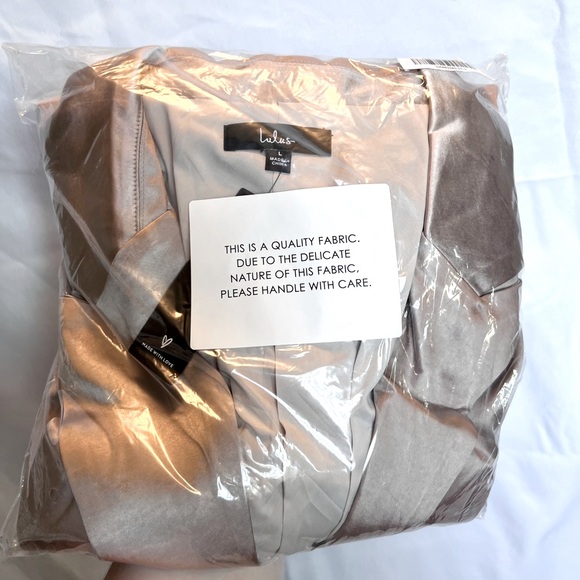 Lulus
L
MADE IN
CHINA
THIS IS A QUALITY FABRIC.
DUE TO THE DELICATE
NATURE OF THIS FABRIC,
PLEASE HANDLE WITH CARE.
MADE WITH LOVE